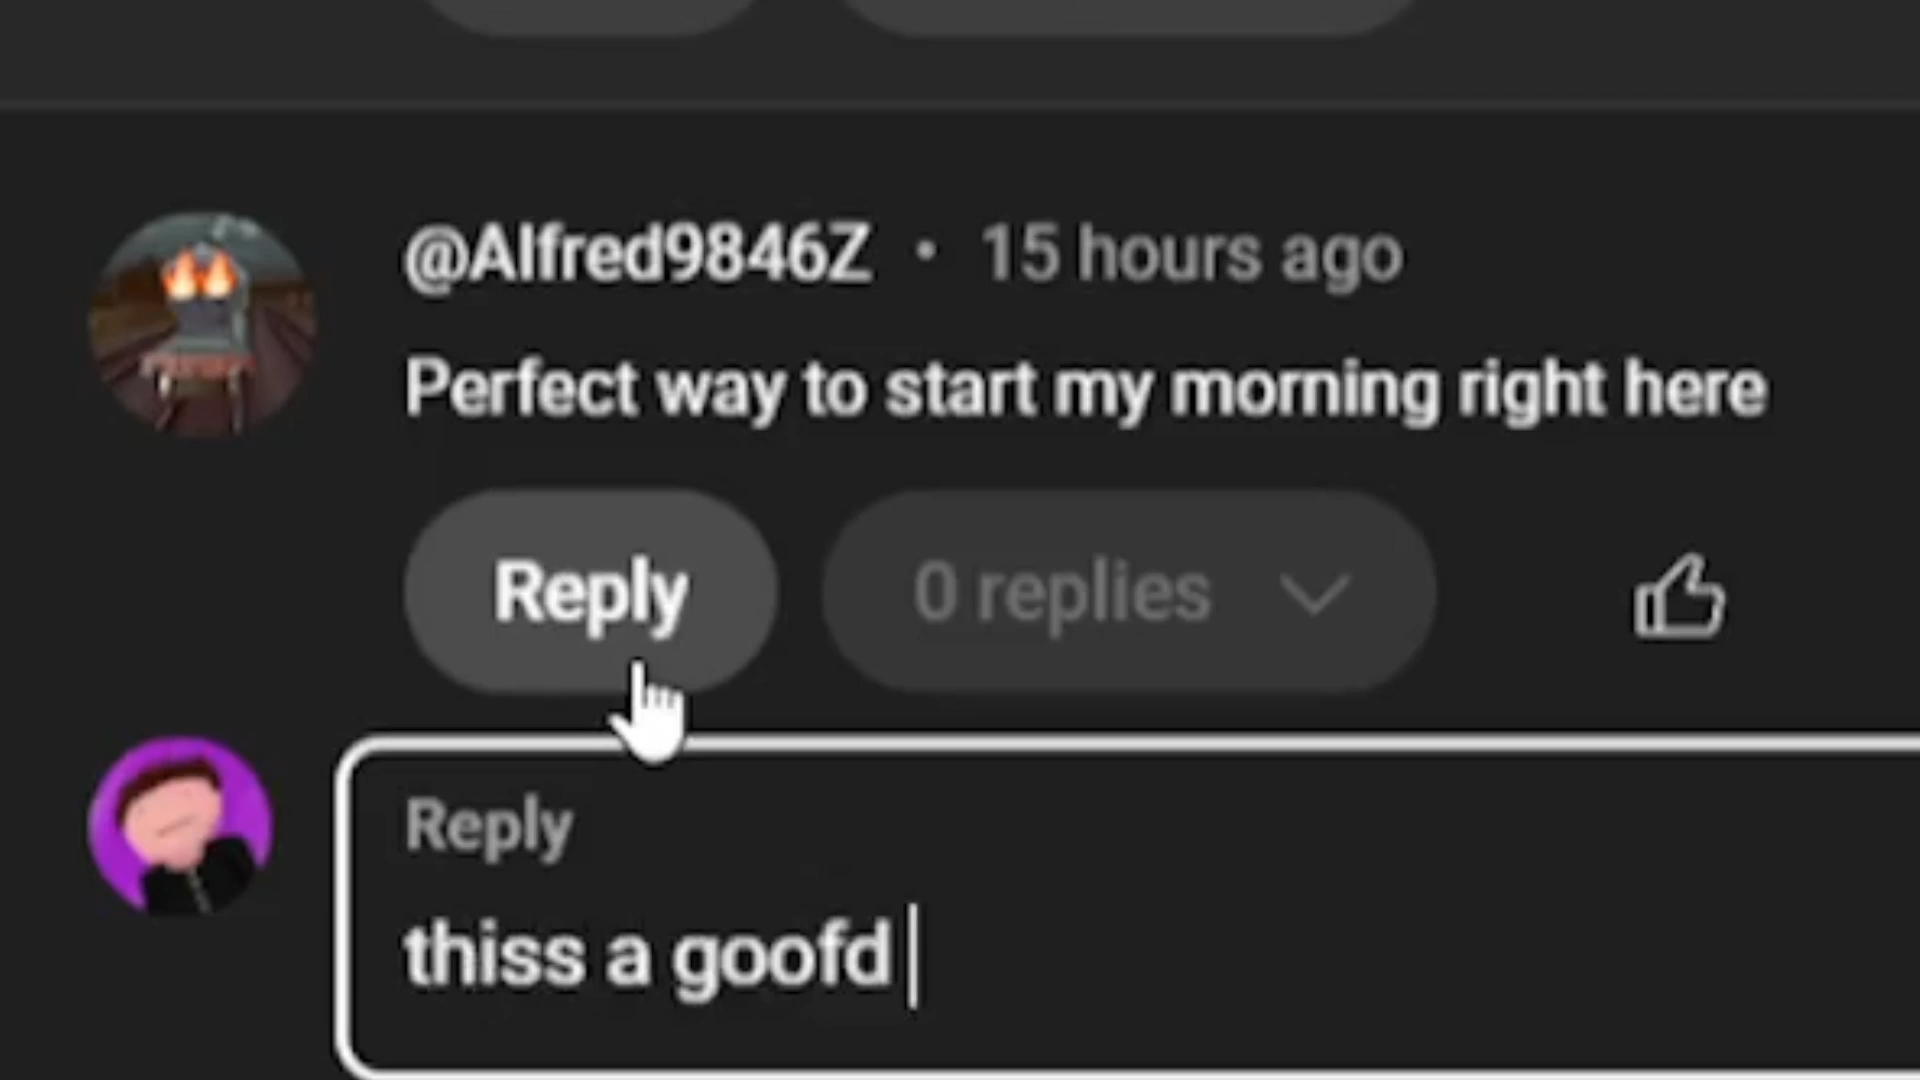 @Alfred9846Z • 15 hours ago
Perfect way to start my morning right here
Reply 0 replies
Reply
thiss a goofd